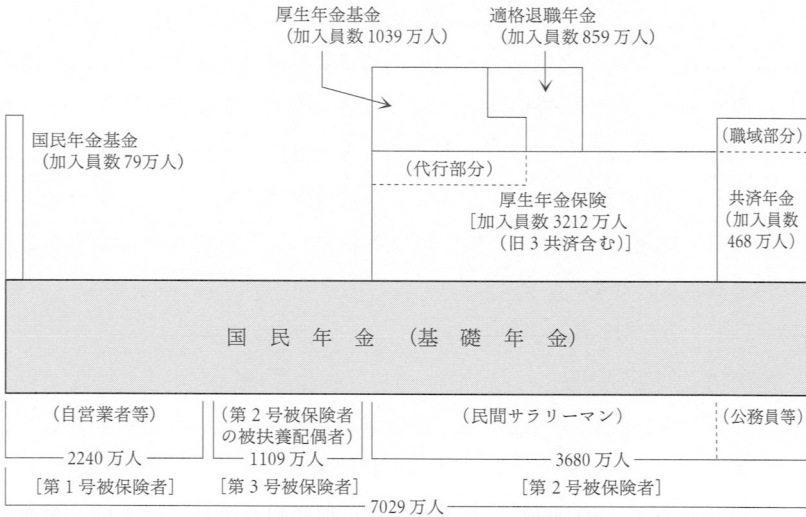 厚生年金基金
(加入員数 1039 万人)
適格退職年金
(加入員数 859 万人)
国民年金基金
(加入員数 79万人)
(代行部分)
厚生年金保険
[加入員数 3212 万人
(旧 3 共済含む)]
(職域部分)
共済年金
(加入員数
468 万人)
国民年金(基礎年金)
(自営業者等)
2240 万人
[第 1 号被保険者]
(第 2 号被保険者
の被扶養配偶者)
1109 万人
[第 3 号被保険者]
(民間サラリーマン)
(公務員等)
3680 万人
[第 2 号被保険者]
7029 万人